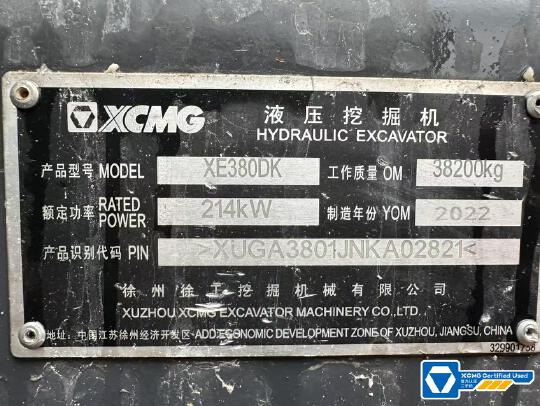 XCMG 液压挖掘机
HYDRAULIC EXCAVATOR
产品型号 MODEL XE380DK 工作质量 OM 38200kg
额定功率 RATED POWER 214kW 制造年份 YOM 2022
产品识别代码 PIN >XUGA3801JNKA02821<
徐州徐工挖掘机械有限公司
XUZHOU XCMG EXCAVATOR MACHINERY CO.,LTD.
地址: 中国江苏徐州经济开发区 ADD:ECONOMIC DEVELOPMENT ZONE OF XUZHOU, JIANGSU, CHINA
XCMG Certified Used